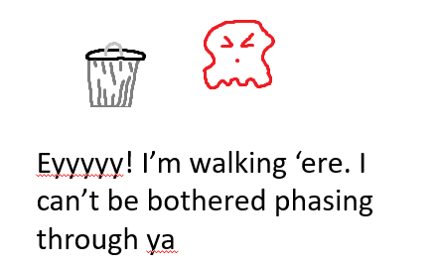 Eyyyyy! I’m walking ‘ere. I
can’t be bothered phasing
through ya